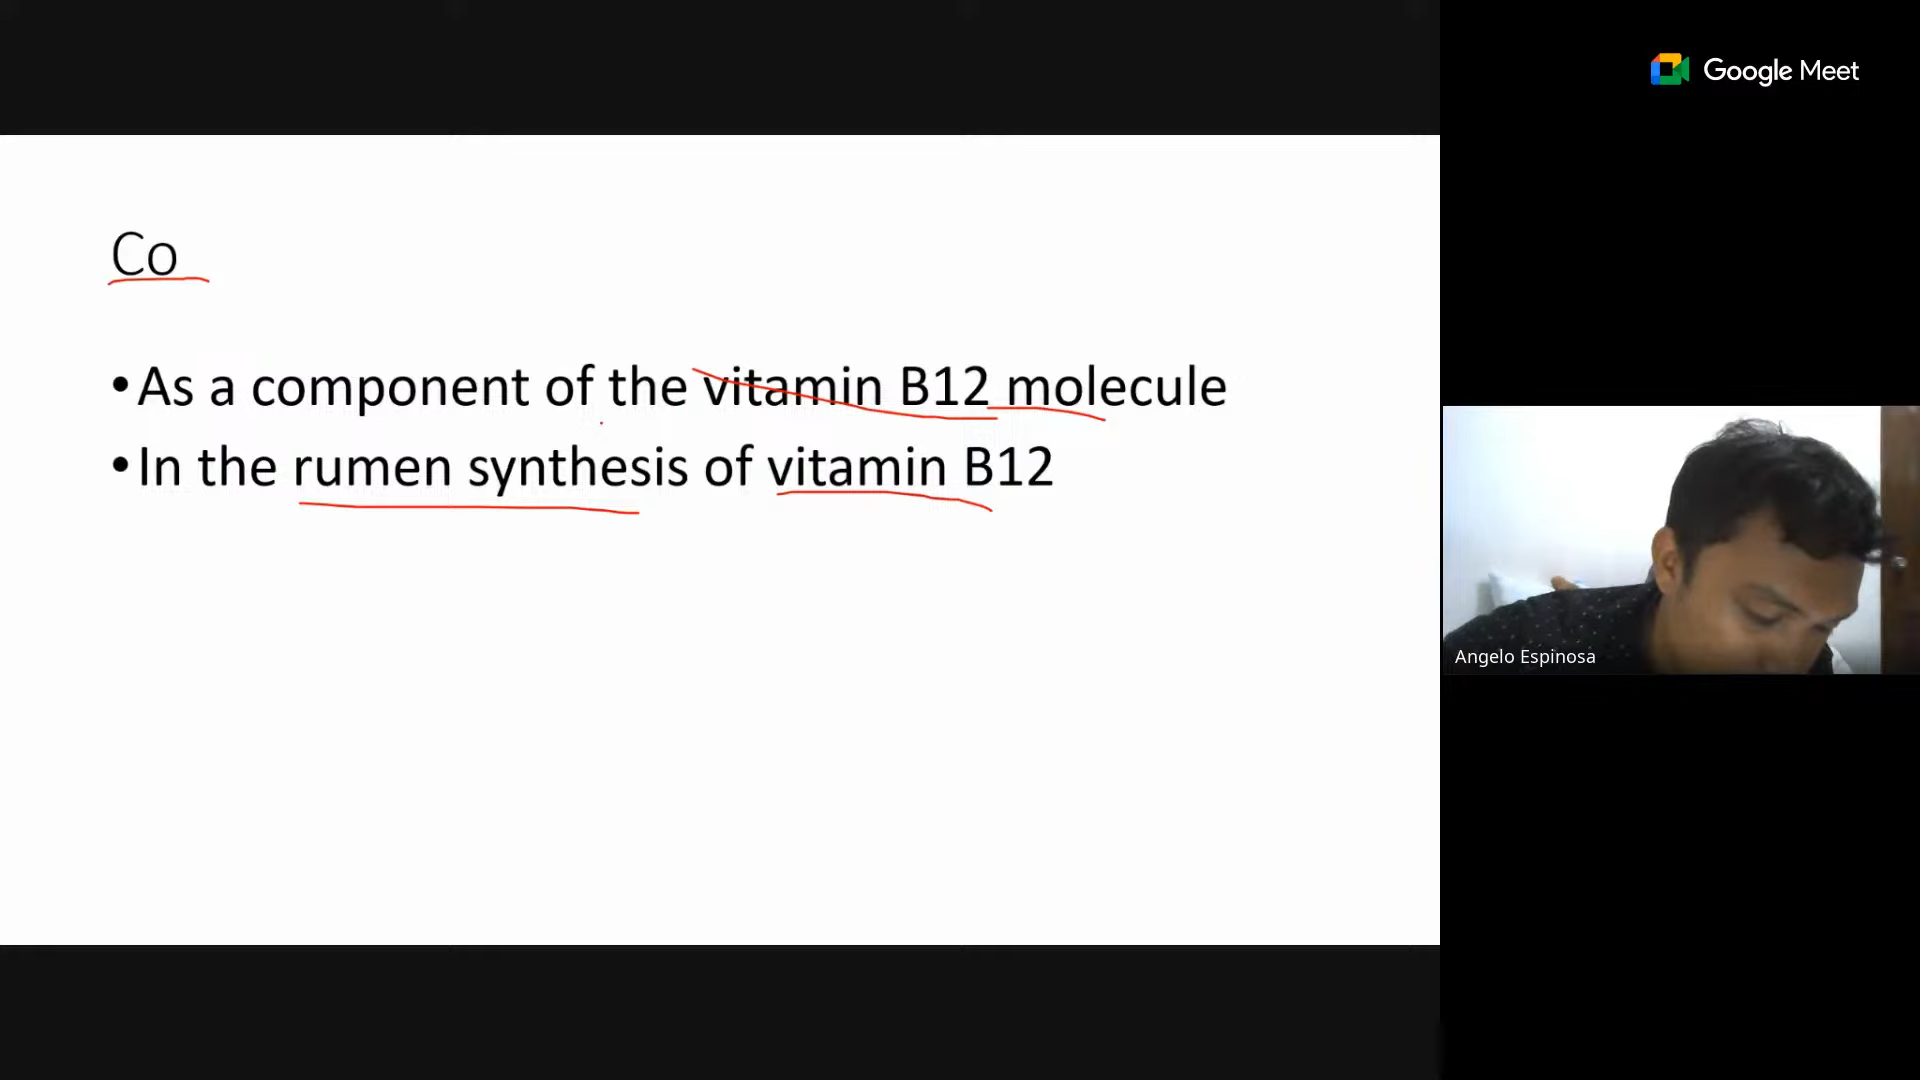 Google Meet
Co
•As a component of the vitamin B12 molecule
•In the rumen synthesis of vitamin B12
Angelo Espinosa